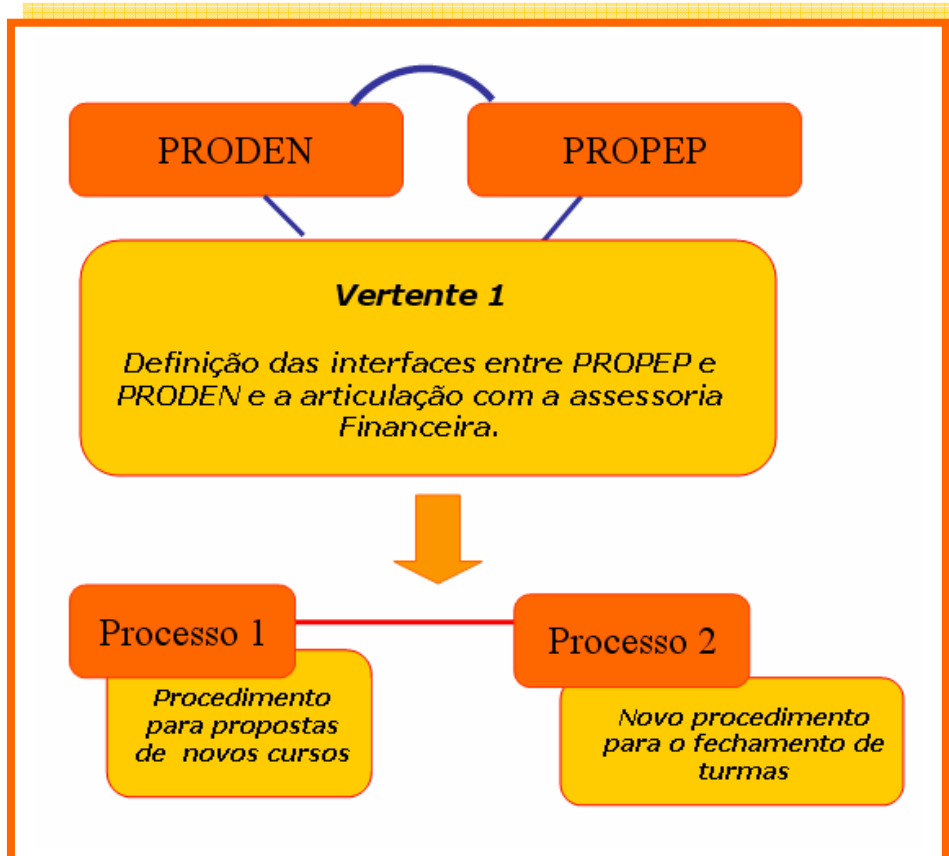 PRODEN
PROPEP
Vertente 1
Definição das interfaces entre PROPEP e
PRODEN e a articulação com a assessoria
Financeira.
Processo 1
Processo 2
Procedimento
para propostas
de novos cursos
Novo procedimento
para o fechamento de
turmas